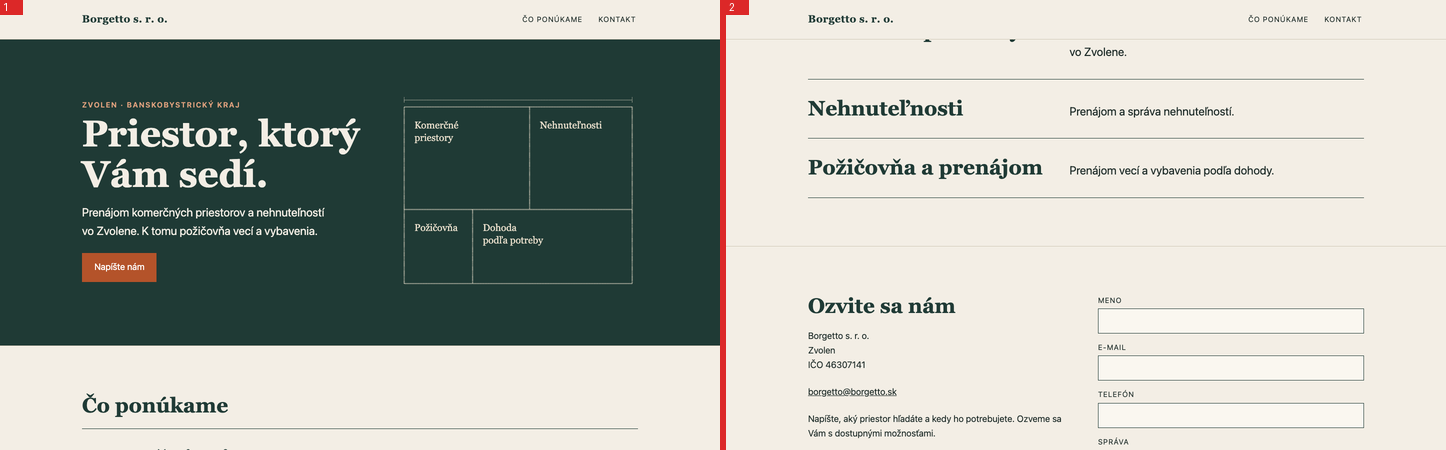 1
Borgetto s. r. o.
ČO PONÚKAME
KONTAKT
ZVOLEN · BANSKOBYSTRICKÝ KRAJ
Priestor, ktorý
Vám sedí.
Prenájom komerčných priestorov a nehnuteľností
vo Zvolene. K tomu požičovňa vecí a vybavenia.
Napíšte nám
Komerčné
priestory
Nehnuteľnosti
Požičovňa
Dohoda
podľa potreby
Čo ponúkame
2
Borgetto s. r. o.
ČO PONÚKAME
KONTAKT
vo Zvolene.
Nehnuteľnosti
Prenájom a správa nehnuteľností.
Požičovňa a prenájom
Prenájom vecí a vybavenia podľa dohody.
Ozvite sa nám
Borgetto s. r. o.
Zvolen
IČO 46307141
borgetto@borgetto.sk
Napíšte, aký priestor hľadáte a kedy ho potrebujete. Ozveme sa
Vám s dostupnými možnosťami.
MENO
E-MAIL
TELEFÓN
SPRÁVA